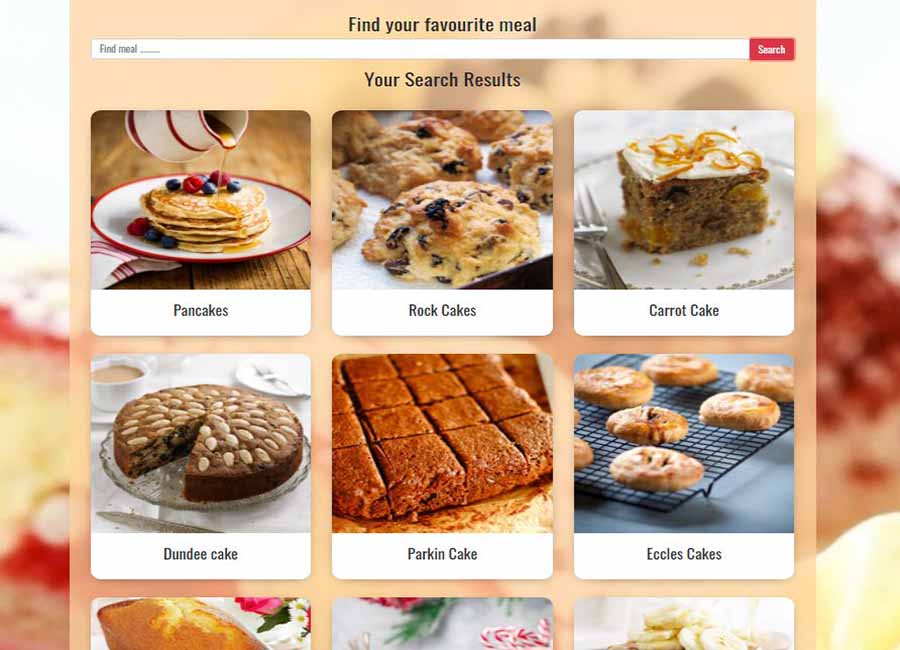 Find your favourite meal
Find meal .........
Search
Your Search Results
Pancakes
Rock Cakes
Carrot Cake
Dundee cake
Parkin Cake
Eccles Cakes